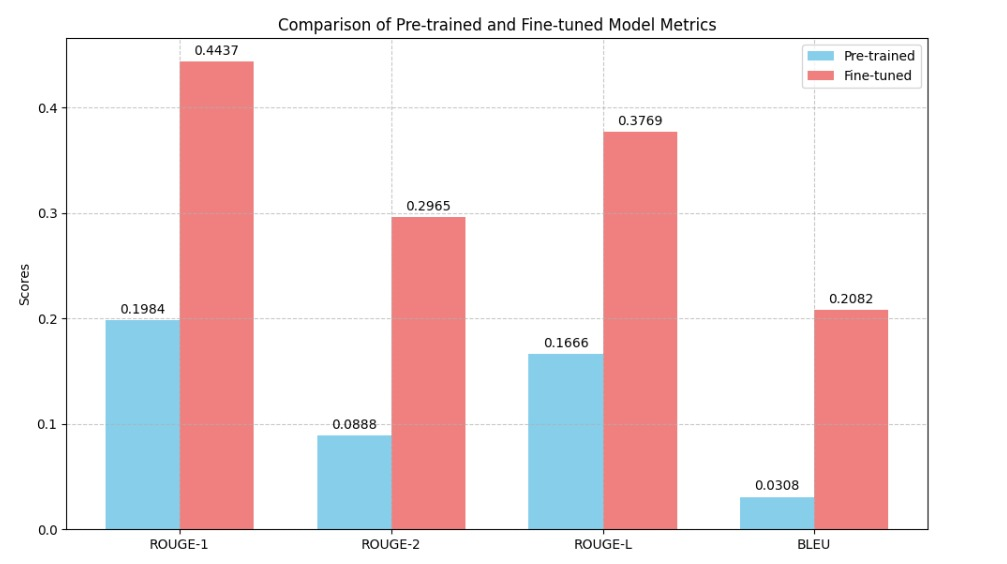 Comparison of Pre-trained and Fine-tuned Model Metrics
Pre-trained
Fine-tuned
Scores
0.4
0.3
0.2
0.1
0.0
0.1984
0.4437
0.0888
0.2965
0.1666
0.3769
0.0308
0.2082
ROUGE-1
ROUGE-2
ROUGE-L
BLEU